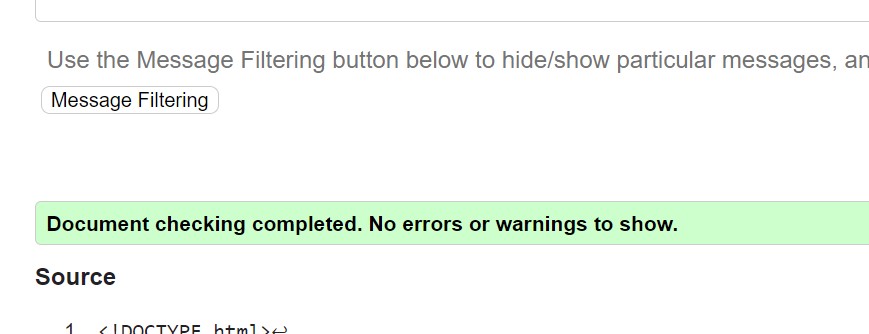 Use the Message Filtering button below to hide/show particular messages, an
Message Filtering
Document checking completed. No errors or warnings to show.
Source
1 <!DOCTYPE html>↩